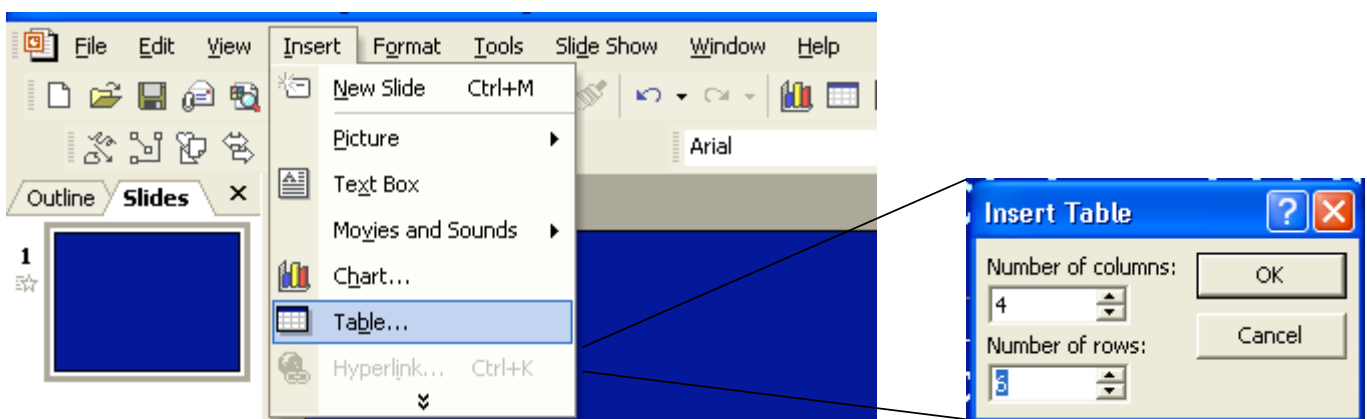 File Edit View Insert Format Tools Slide Show Window Help
New Slide Ctrl+M
Picture
Arial
Text Box
Outline Slides
Movies and Sounds
1
Chart...
Table...
Hyperlink... Ctrl+K
Insert Table
Number of columns:
OK
4
Number of rows:
Cancel
6